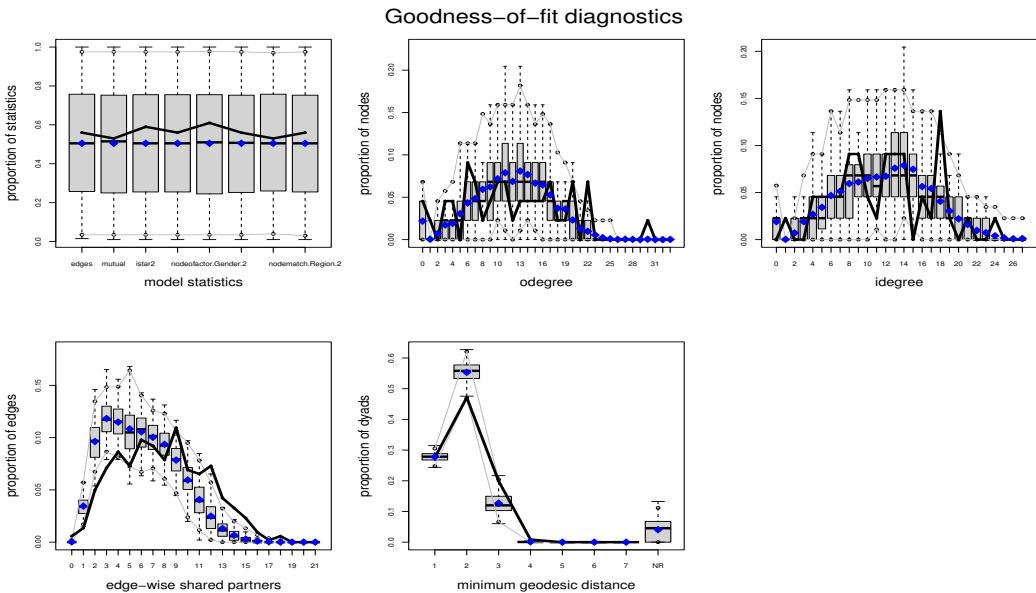 Goodness−of−fit diagnostics
proportion of statistics
0.0 0.2 0.4 0.6 0.8 1.0
edges mutual istar2 nodeofactor.Gender.2 nodematch.Region.2
model statistics
proportion of nodes
0.00 0.05 0.10 0.15 0.20
0 2 4 6 8 10 13 16 19 22 25 28 31
odegree
proportion of nodes
0.00 0.05 0.10 0.15 0.20
0 2 4 6 8 10 12 14 16 18 20 22 24 26
idegree
proportion of edges
0.00 0.05 0.10 0.15
0 1 2 3 4 5 6 7 8 9 11 13 15 17 19 21
edge−wise shared partners
proportion of dyads
0.0 0.1 0.2 0.3 0.4 0.5 0.6
1 2 3 4 5 6 7 NR
minimum geodesic distance